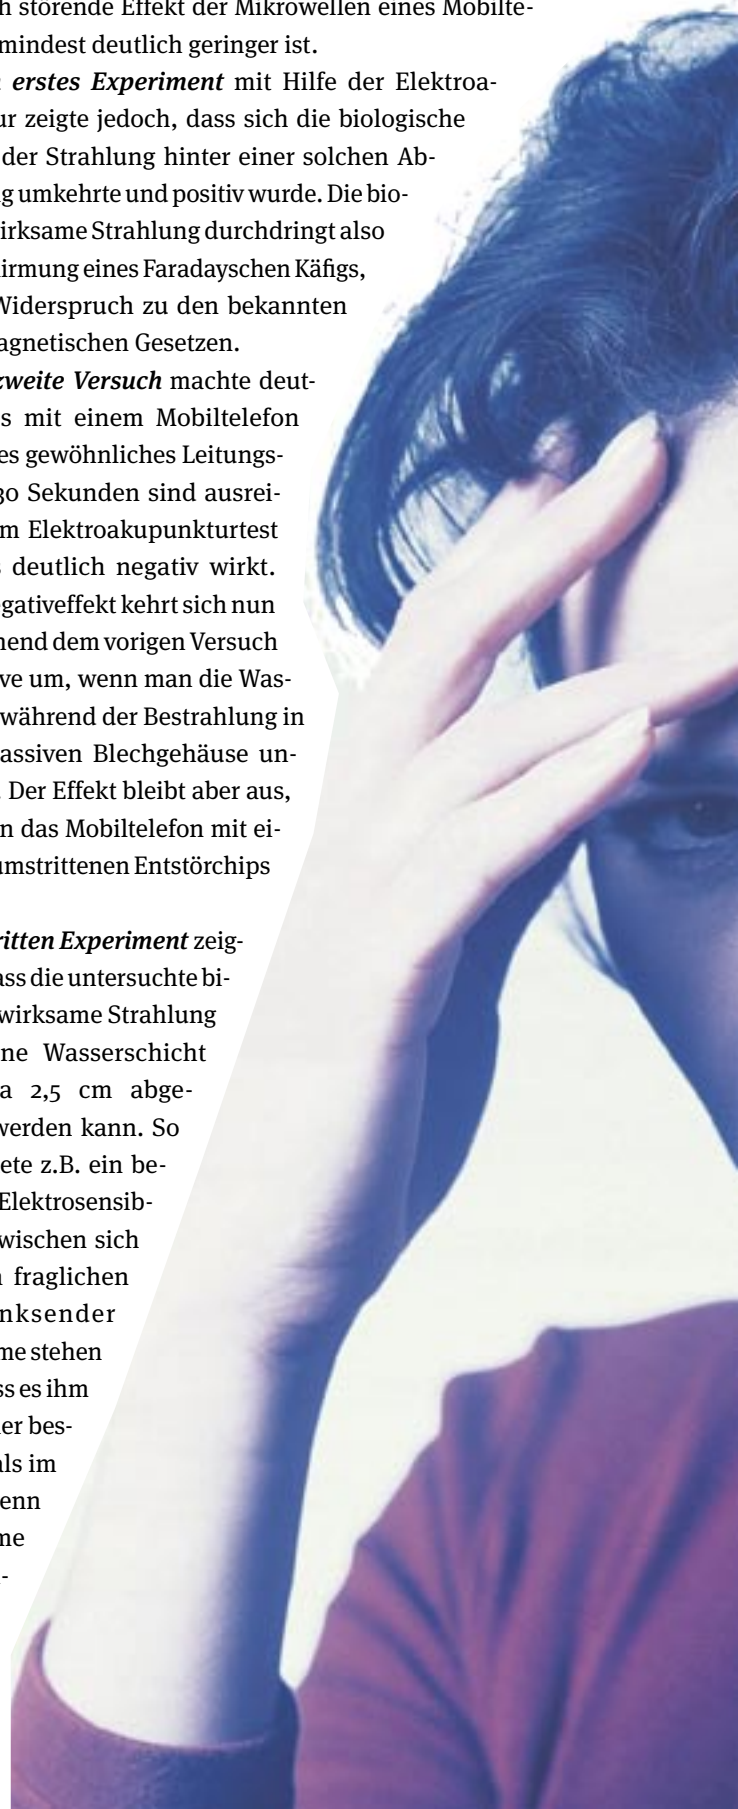 h störende Effekt der Mikrowellen eines Mobilte-
mindest deutlich geringer ist.
erstes Experiment mit Hilfe der Elektroa-
ur zeigte jedoch, dass sich die biologische
der Strahlung hinter einer solchen Ab-
g umkehrte und positiv wurde. Die bio-
irksame Strahlung durchdringt also
irmung eines Faradayschen Käfigs,
Widerspruch zu den bekannten
agnetischen Gesetzen.
zweite Versuch machte deut-
s mit einem Mobiltelefon
es gewöhnliches Leitungs-
30 Sekunden sind ausrei-
m Elektroakupunkturtest
s deutlich negativ wirkt.
gativeffekt kehrt sich nun
hend dem vorigen Versuch
ve um, wenn man die Was-
während der Bestrahlung in
assiven Blechgehäuse un-
. Der Effekt bleibt aber aus,
n das Mobiltelefon mit ei-
umstrittenen Entstörchips
ritten Experiment zeig-
ass die untersuchte bi-
wirksame Strahlung
ne Wasserschicht
a 2,5 cm abge-
werden kann. So
ete z.B. ein be-
Elektrosensib-
wischen sich
n fraglichen
nksender
me stehen
ss es ihm
er bes-
als im
enn
me
-